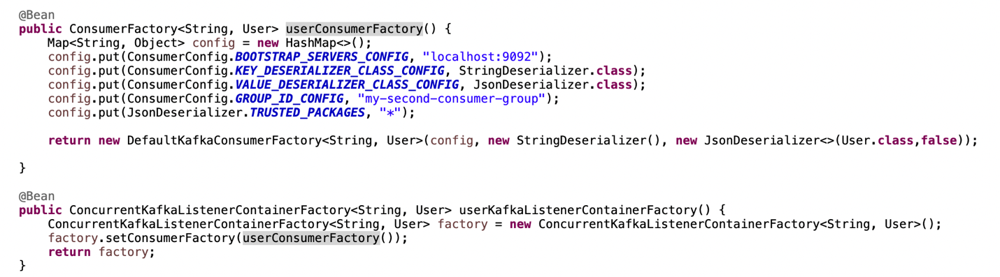 @Bean
public ConsumerFactory<String, User> userConsumerFactory() {
    Map<String, Object> config = new HashMap<>();
    config.put(ConsumerConfig.BOOTSTRAP_SERVERS_CONFIG, "localhost:9092");
    config.put(ConsumerConfig.KEY_DESERIALIZER_CLASS_CONFIG, StringDeserializer.class);
    config.put(ConsumerConfig.VALUE_DESERIALIZER_CLASS_CONFIG, JsonDeserializer.class);
    config.put(ConsumerConfig.GROUP_ID_CONFIG, "my-second-consumer-group");
    config.put(JsonDeserializer.TRUSTED_PACKAGES, "*");

    return new DefaultKafkaConsumerFactory<String, User>(config, new StringDeserializer(), new JsonDeserializer<>(User.class,false));

}

@Bean
public ConcurrentKafkaListenerContainerFactory<String, User> userKafkaListenerContainerFactory() {
    ConcurrentKafkaListenerContainerFactory<String, User> factory = new ConcurrentKafkaListenerContainerFactory<String, User>();
    factory.setConsumerFactory(userConsumerFactory());
    return factory;
}